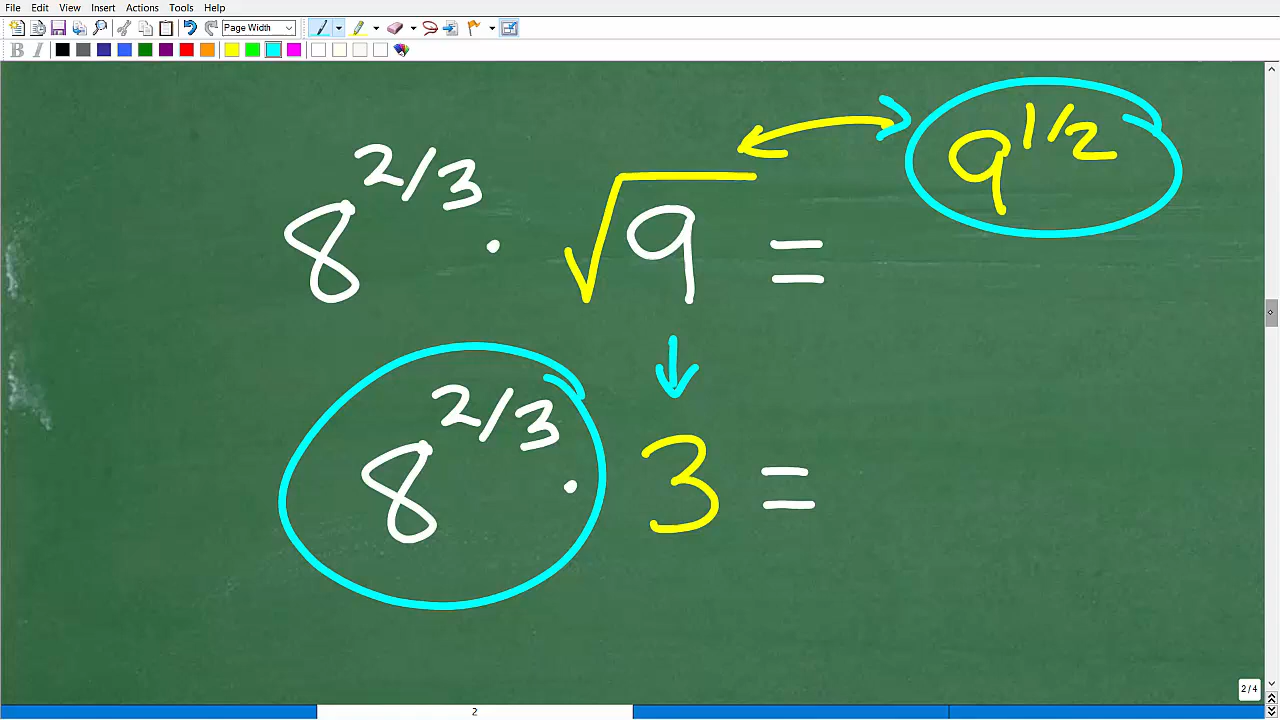 File Edit View Insert Actions Tools Help
Page Width
B I
9^1/2
8^2/3 · √9 =
8^2/3 · 3 =
2/4
2